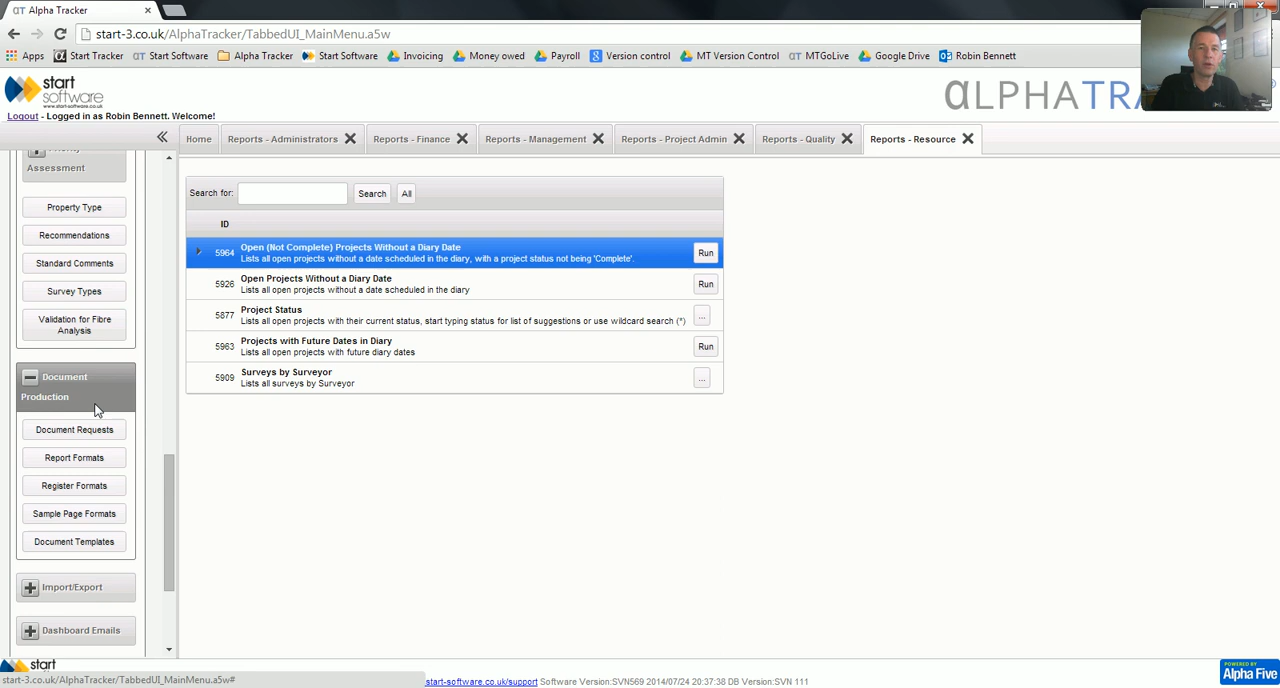 Alpha Tracker
start-3.co.uk/AlphaTracker/TabbedUI_MainMenu.a5w
Apps Start Tracker Start Software Alpha Tracker Start Software Invoicing Money owed Payroll Version control MT Version Control MTGoLive Google Drive Robin Bennett
start
software
www.start-software.co.uk
αLPHATRA
Logout - Logged in as Robin Bennett. Welcome!
Home Reports - Administrators Reports - Finance Reports - Management Reports - Project Admin Reports - Quality Reports - Resource
Assessment
Property Type
Recommendations
Standard Comments
Survey Types
Validation for Fibre
Analysis
Document
Production
Document Requests
Report Formats
Register Formats
Sample Page Formats
Document Templates
Import/Export
Dashboard Emails
Search for: Search All
ID
5964 Open (Not Complete) Projects Without a Diary Date Run
Lists all open projects without a date scheduled in the diary, with a project status not being 'Complete'.
5926 Open Projects Without a Diary Date Run
Lists all open projects without a date scheduled in the diary
5877 Project Status ...
Lists all open projects with their current status, start typing status for list of suggestions or use wildcard search (*)
5963 Projects with Future Dates in Diary Run
Lists all open projects with future diary dates
5909 Surveys by Surveyor ...
Lists all surveys by Surveyor
start
start-3.co.uk/AlphaTracker/TabbedUI_MainMenu.a5w#
start-software.co.uk/support Software Version:SVN569 2014/07/24 20:37:38 DB Version:SVN 111
POWERED BY
Alpha Five